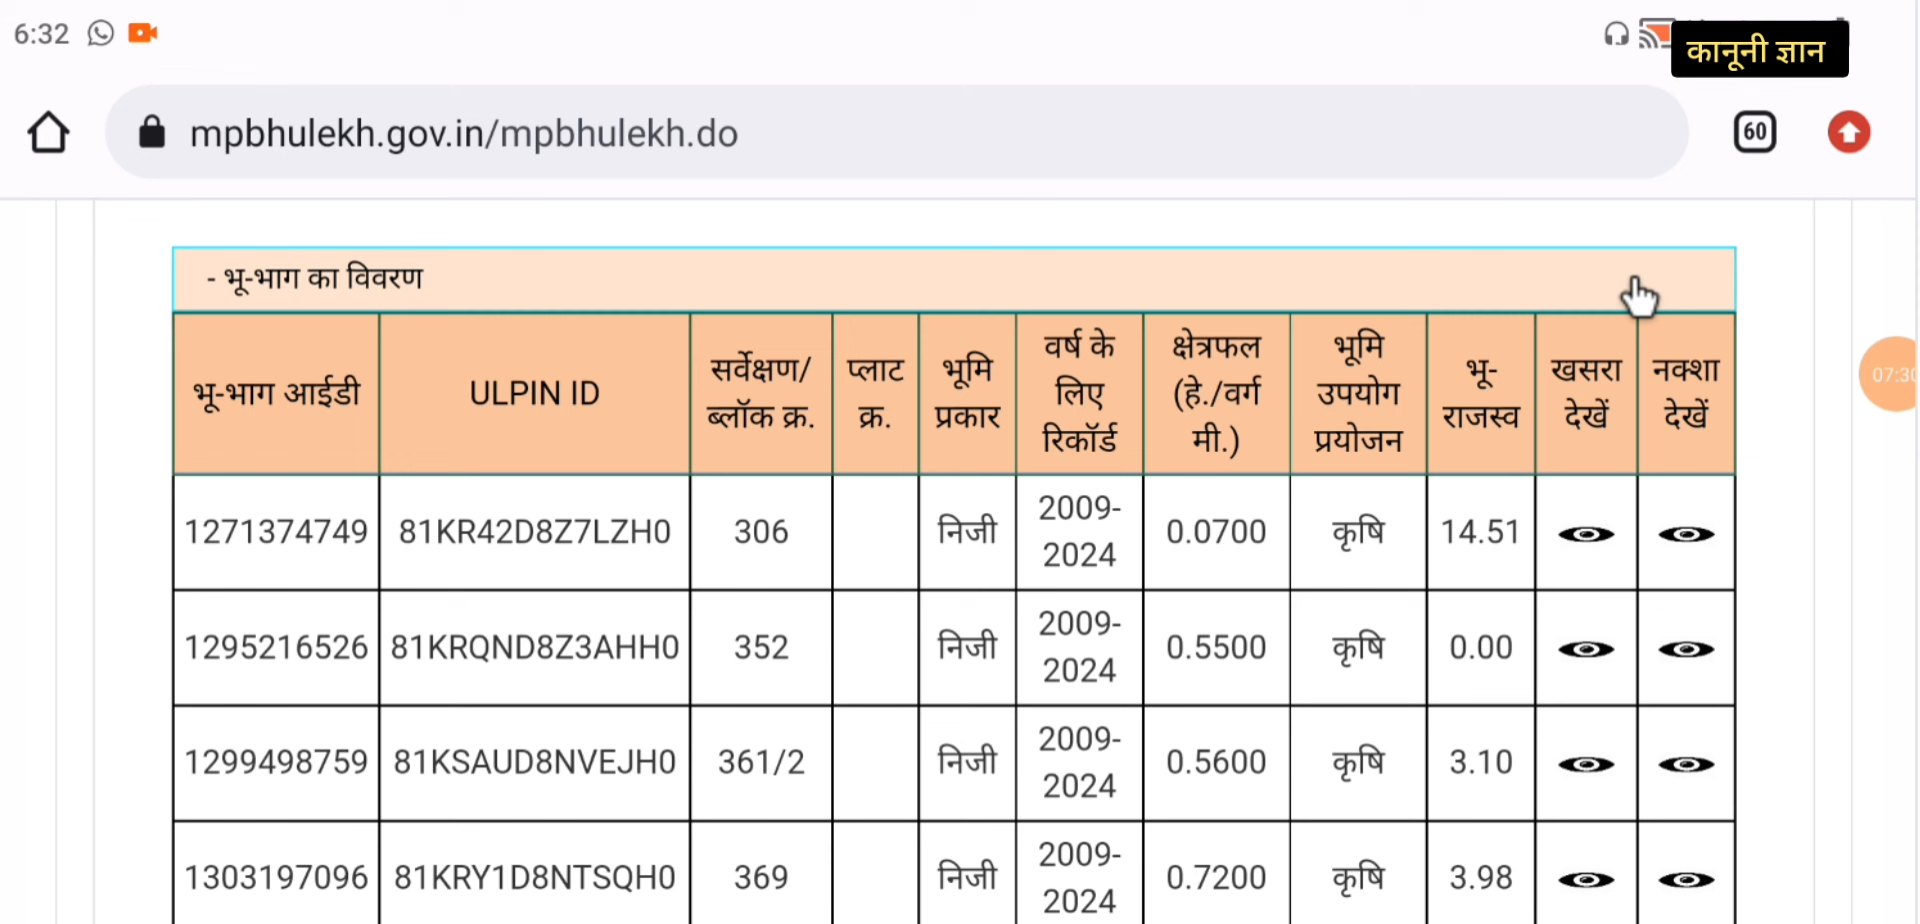 6:32
कानूनी ज्ञान
mpbhulekh.gov.in/mpbhulekh.do
60
- भू-भाग का विवरण
07:30
भू-भाग आईडी
ULPIN ID
सर्वेक्षण/
ब्लॉक क्र.
प्लाट
क्र.
भूमि
प्रकार
वर्ष के
लिए
रिकॉर्ड
क्षेत्रफल
(हे./वर्ग
मी.)
भूमि
उपयोग
प्रयोजन
भू-
राजस्व
खसरा
देखें
नक्शा
देखें
1271374749 81KR42D8Z7LZH0 306 निजी 2009-
2024 0.0700 कृषि 14.51
1295216526 81KRQND8Z3AHH0 352 निजी 2009-
2024 0.5500 कृषि 0.00
1299498759 81KSAUD8NVEJH0 361/2 निजी 2009-
2024 0.5600 कृषि 3.10
1303197096 81KRY1D8NTSQH0 369 निजी 2009-
2024 0.7200 कृषि 3.98